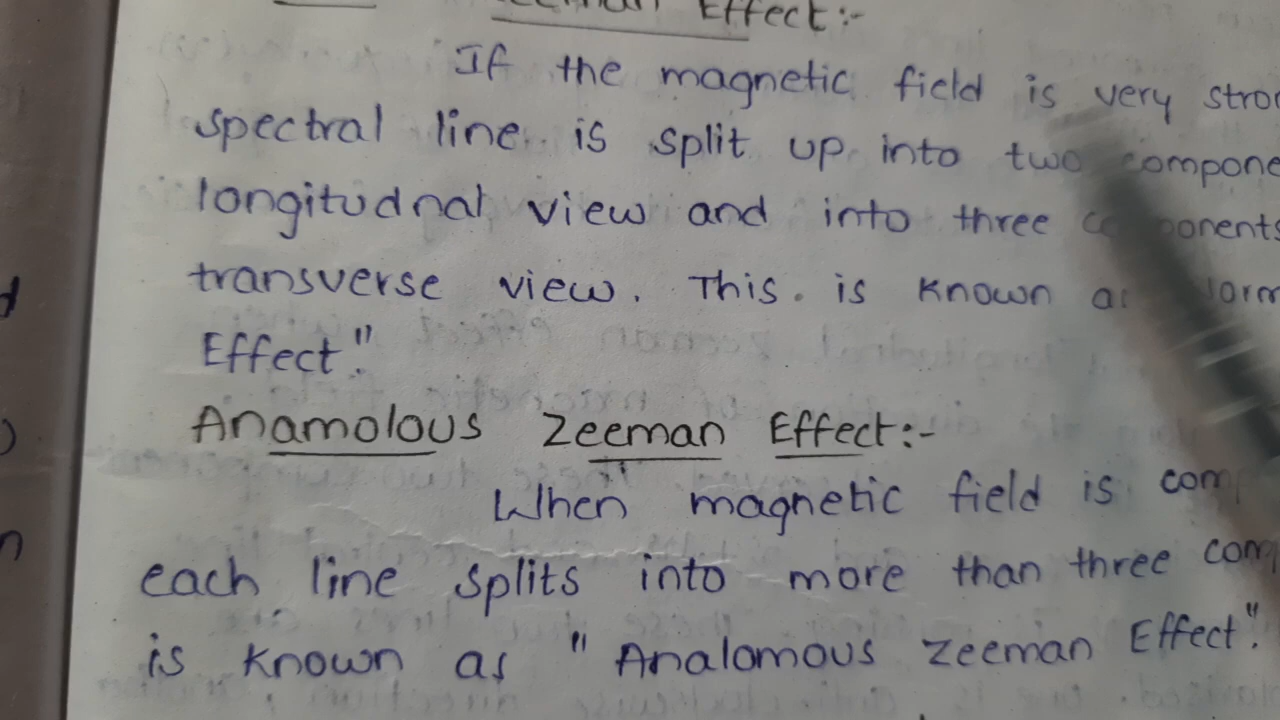 Effect:-
If the magnetic field is very
spectral line is split up into two
longitudnal view and into three
transverse view. This is known
Effect."
Anamolous Zeeman Effect:-
When magnetic field is
each line splits into more than three
is known as " Analomous Zeeman Effect".